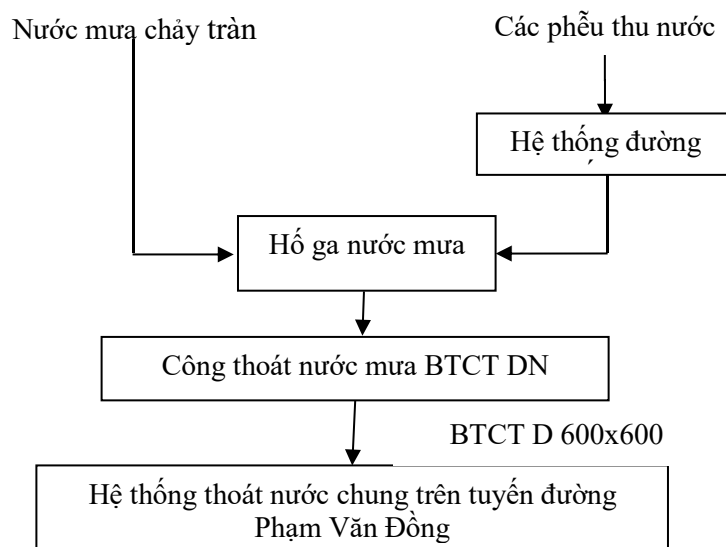 Nước mưa chảy tràn
Các phễu thu nước
Hệ thống đường
Hố ga nước mưa
Công thoát nước mưa BTCT DN
BTCT D 600x600
Hệ thống thoát nước chung trên tuyến đường
Phạm Văn Đồng